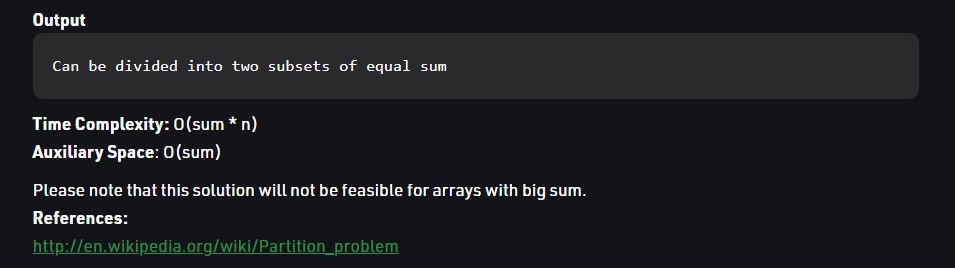 Output
Can be divided into two subsets of equal sum
Time Complexity: O(sum * n)
Auxiliary Space: O(sum)
Please note that this solution will not be feasible for arrays with big sum.
References:
http://en.wikipedia.org/wiki/Partition_problem